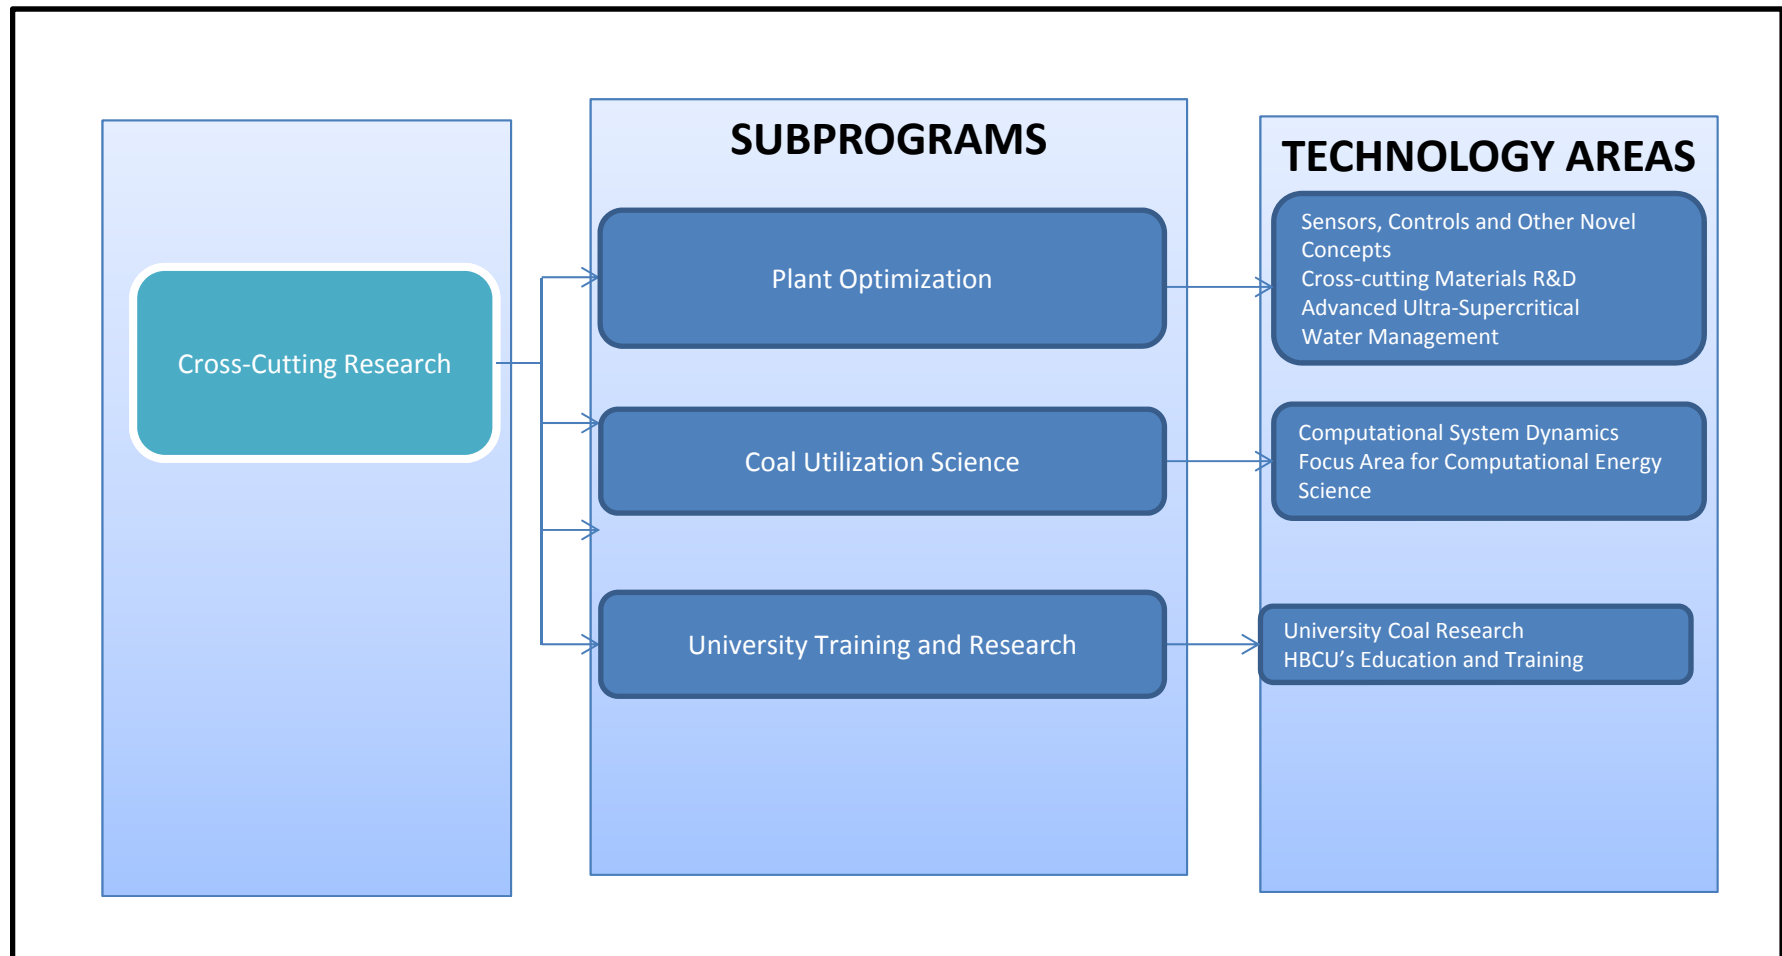 SUBPROGRAMS
TECHNOLOGY AREAS
Cross-Cutting Research
Plant Optimization
Sensors, Controls and Other Novel
Concepts
Cross-cutting Materials R&D
Advanced Ultra-Supercritical
Water Management
Coal Utilization Science
Computational System Dynamics
Focus Area for Computational Energy
Science
University Training and Research
University Coal Research
HBCU’s Education and Training